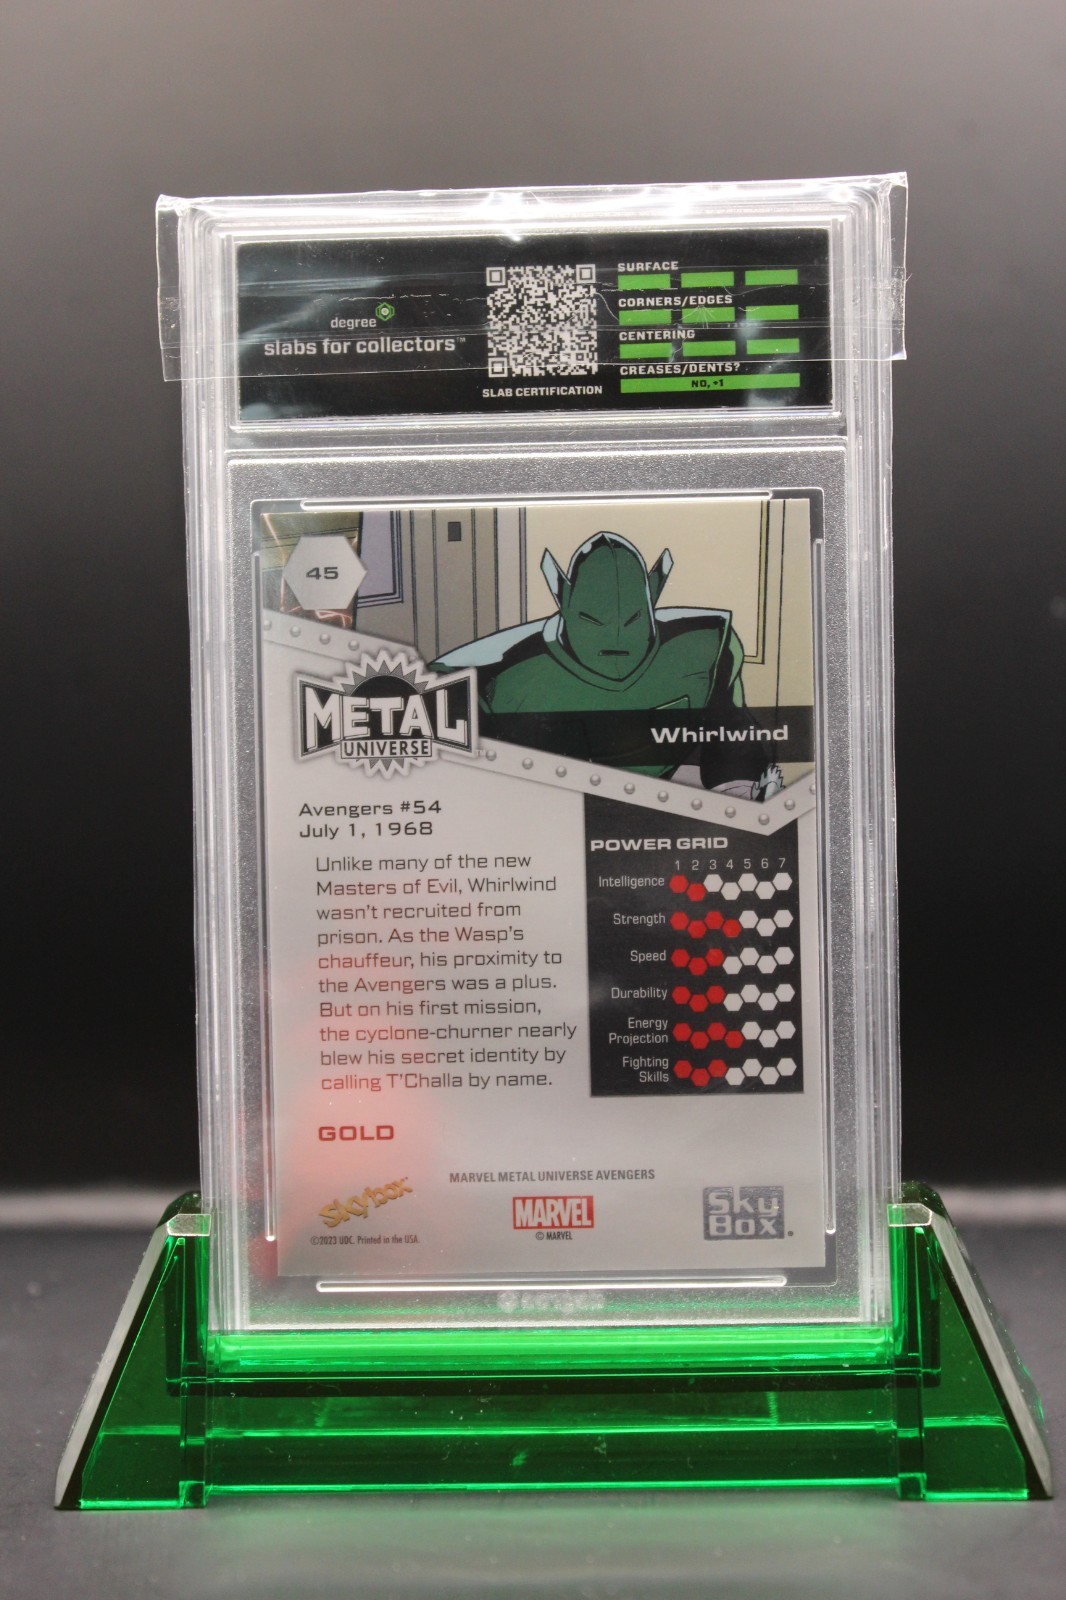 degree
slabs for collectors™
SLAB CERTIFICATION
SURFACE
CORNERS/EDGES
CENTERING
CREASES/DENTS?
NO, +1
45
METAL
UNIVERSE™
Whirlwind
Avengers #54
July 1, 1968
Unlike many of the new
Masters of Evil, Whirlwind
wasn't recruited from
prison. As the Wasp's
chauffeur, his proximity to
the Avengers was a plus.
But on his first mission,
the cyclone-churner nearly
blew his secret identity by
calling T'Challa by name.
GOLD
POWER GRID
1 2 3 4 5 6 7
Intelligence
Strength
Speed
Durability
Energy
Projection
Fighting
Skills
MARVEL METAL UNIVERSE AVENGERS
Skybox
©2023 UDC. Printed in the USA.
MARVEL
© MARVEL
Sky
Box®